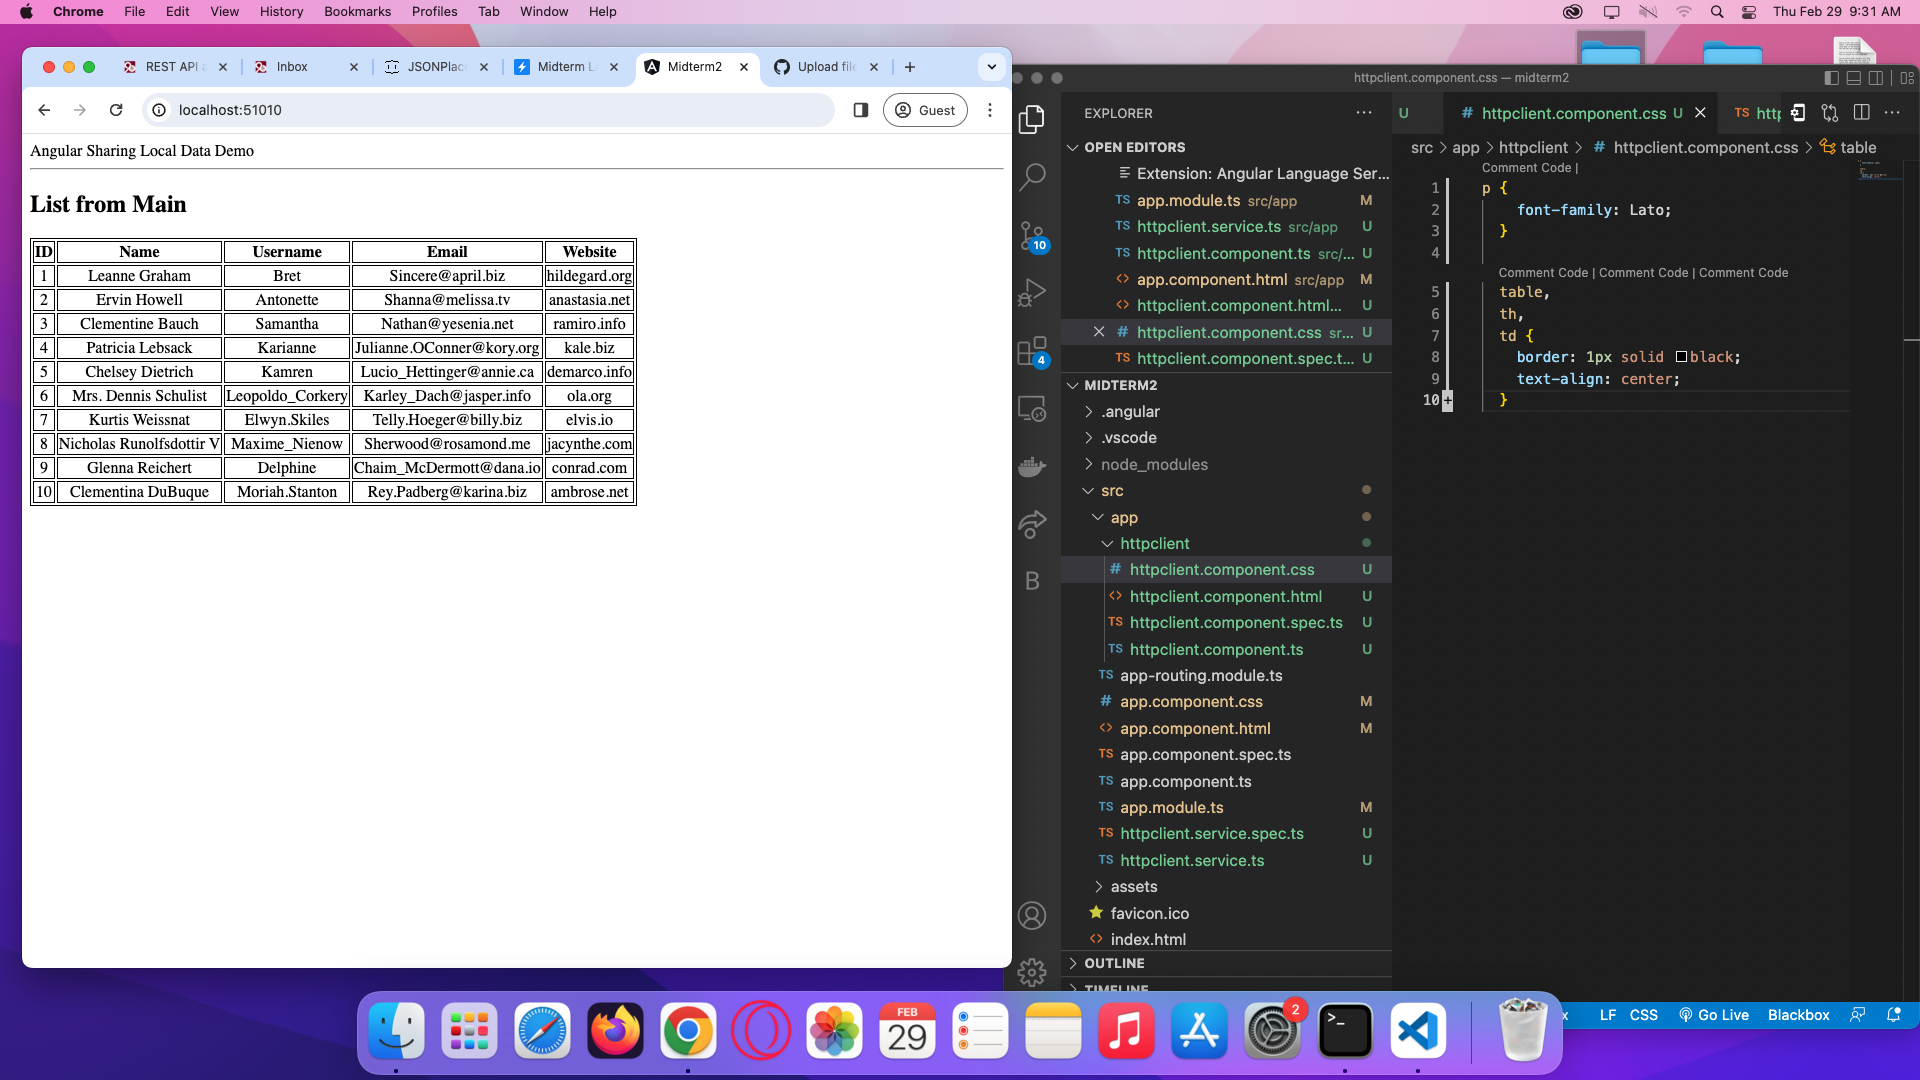 Chrome File Edit View History Bookmarks Profiles Tab Window Help Thu Feb 29 9:31 AM
REST API a Inbox JSONPlac Midterm L Midterm2 Upload file
localhost:51010 Guest
Angular Sharing Local Data Demo
List from Main
ID Name Username Email Website
1 Leanne Graham Bret Sincere@april.biz hildegard.org
2 Ervin Howell Antonette Shanna@melissa.tv anastasia.net
3 Clementine Bauch Samantha Nathan@yesenia.net ramiro.info
4 Patricia Lebsack Karianne Julianne.OConner@kory.org kale.biz
5 Chelsey Dietrich Kamren Lucio_Hettinger@annie.ca demarco.info
6 Mrs. Dennis Schulist Leopoldo_Corkery Karley_Dach@jasper.info ola.org
7 Kurtis Weissnat Elwyn.Skiles Telly.Hoeger@billy.biz elvis.io
8 Nicholas Runolfsdottir V Maxime_Nienow Sherwood@rosamond.me jacynthe.com
9 Glenna Reichert Delphine Chaim_McDermott@dana.io conrad.com
10 Clementina DuBuque Moriah.Stanton Rey.Padberg@karina.biz ambrose.net
httpclient.component.css — midterm2
EXPLORER
OPEN EDITORS
Extension: Angular Language Ser...
TS app.module.ts src/app M
TS httpclient.service.ts src/app U
TS httpclient.component.ts src/... U
<> app.component.html src/app M
<> httpclient.component.html... U
# httpclient.component.css sr... U
TS httpclient.component.spec.t... U
MIDTERM2
.angular
.vscode
node_modules
src
app
httpclient
# httpclient.component.css U
<> httpclient.component.html U
TS httpclient.component.spec.ts U
TS httpclient.component.ts U
TS app-routing.module.ts
# app.component.css M
<> app.component.html M
TS app.component.spec.ts
TS app.component.ts
TS app.module.ts M
TS httpclient.service.spec.ts U
TS httpclient.service.ts U
assets
favicon.ico
<> index.html
OUTLINE
TIMELINE
10
4
B
U # httpclient.component.css U TS http
src > app > httpclient > # httpclient.component.css > table
Comment Code |
1 p {
2 font-family: Lato;
3 }
4
Comment Code | Comment Code | Comment Code
5 table,
6 th,
7 td {
8 border: 1px solid black;
9 text-align: center;
10 + }
x LF CSS Go Live Blackbox
FEB
29
2
>_